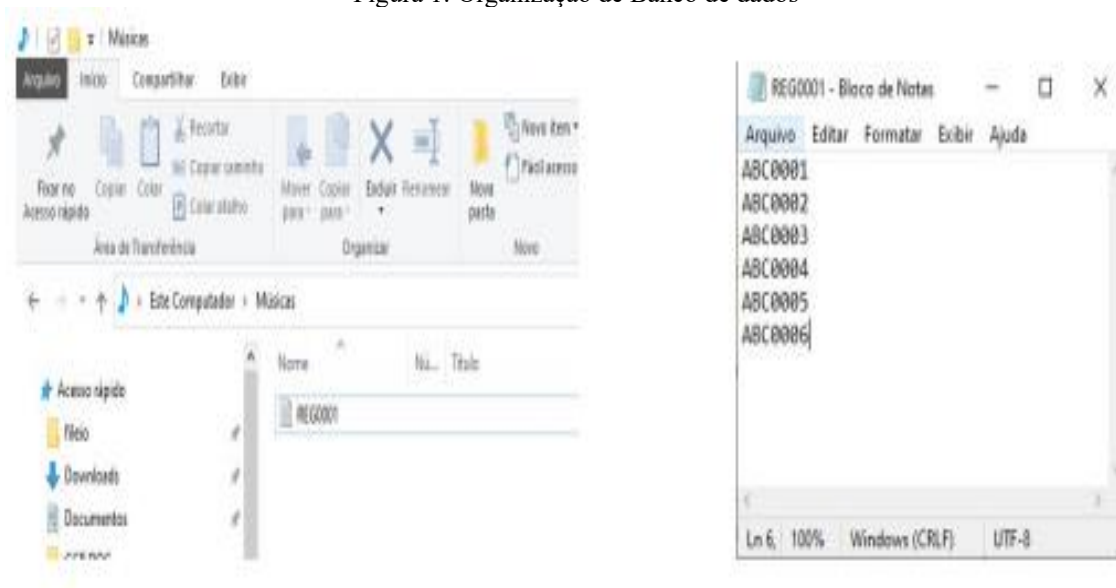 Figura 1: Organização de Banco de dados
Músicas
Arquivo Início Compartilhar Exibir
Fixar no Acesso rápido
Copiar
Colar
Recortar
Copiar caminho
Colar atalho
Área de Transferência
Mover para
Copiar para
Excluir
Renomear
Organizar
Nova pasta
Novo item
Fácil acesso
Novo
Este Computador › Músicas
Nome Nú... Título
Acesso rápido
Downloads
Documentos
REG0001
REG0001 - Bloco de Notas
Arquivo Editar Formatar Exibir Ajuda
ABC0001
ABC0002
ABC0003
ABC0004
ABC0005
ABC0006
Ln 6, 100% Windows (CRLF) UTF-8